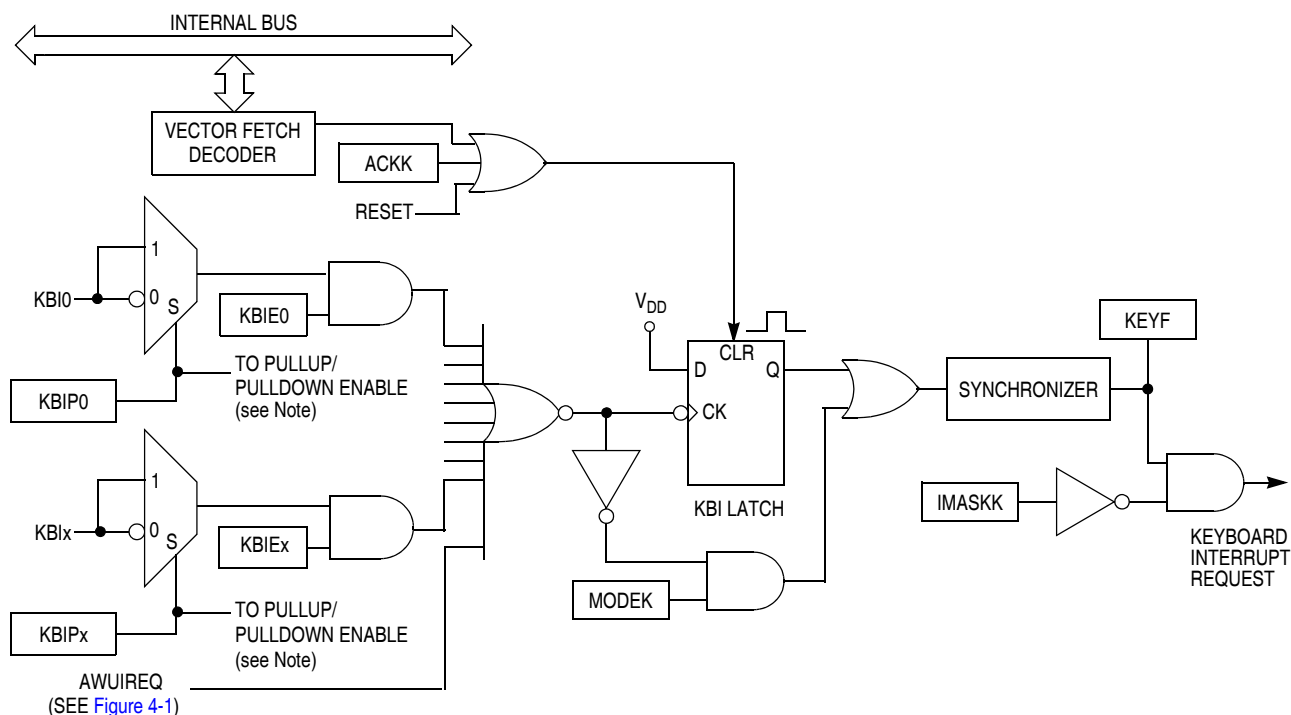 INTERNAL BUS
VECTOR FETCH
DECODER
ACKK
RESET
1
KBI0
0
S
KBIE0
TO PULLUP/
PULLDOWN ENABLE
(see Note)
KBIP0
VDD
CLR
D
Q
CK
KBI LATCH
KEYF
SYNCHRONIZER
1
KBIx
0
S
KBIEx
TO PULLUP/
PULLDOWN ENABLE
(see Note)
KBIPx
MODEK
IMASKK
KEYBOARD
INTERRUPT
REQUEST
AWUIREQ
(SEE Figure 4-1)